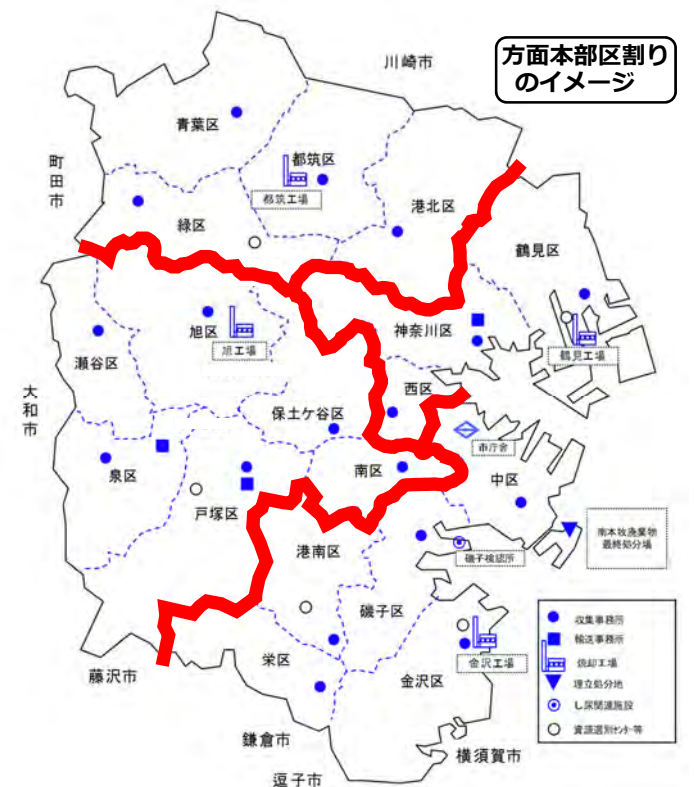 方面本部区割り
のイメージ
川崎市
青葉区
都筑区
町田市
都筑工場
緑区
港北区
鶴見区
神奈川区
旭区
旭工場
鶴見工場
瀬谷区
西区
大和市
保土ケ谷区
市庁舎
泉区
南区
中区
戸塚区
南本牧廃棄物
最終処分場
港南区
磯子検認所
磯子区
収集事務所
輸送事務所
焼却工場
埋立処分地
し尿関連施設
資源選別センター等
栄区
金沢工場
藤沢市
金沢区
鎌倉市
横須賀市
逗子市